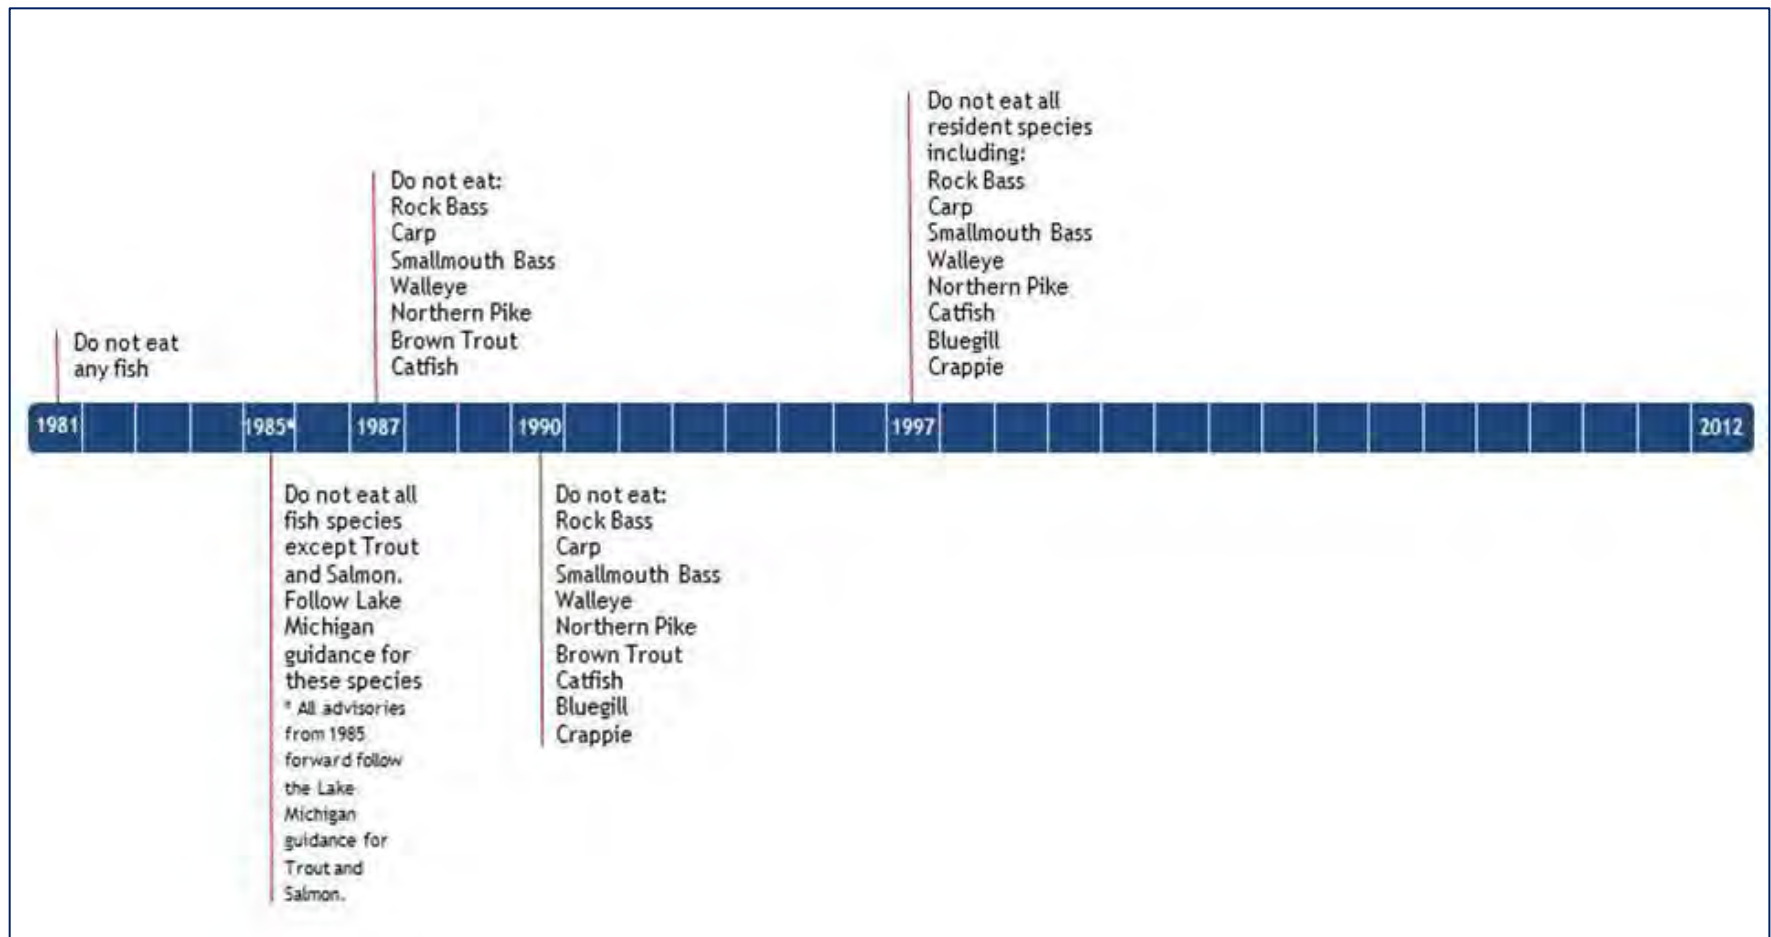 Do not eat
any fish
Do not eat:
Rock Bass
Carp
Smallmouth Bass
Walleye
Northern Pike
Brown Trout
Catfish
Do not eat all
resident species
including:
Rock Bass
Carp
Smallmouth Bass
Walleye
Northern Pike
Catfish
Bluegill
Crappie
1981 1985* 1987 1990 1997 2012
Do not eat all
fish species
except Trout
and Salmon.
Follow Lake
Michigan
guidance for
these species
* All advisories
from 1985
forward follow
the Lake
Michigan
guidance for
Trout and
Salmon.
Do not eat:
Rock Bass
Carp
Smallmouth Bass
Walleye
Northern Pike
Brown Trout
Catfish
Bluegill
Crappie